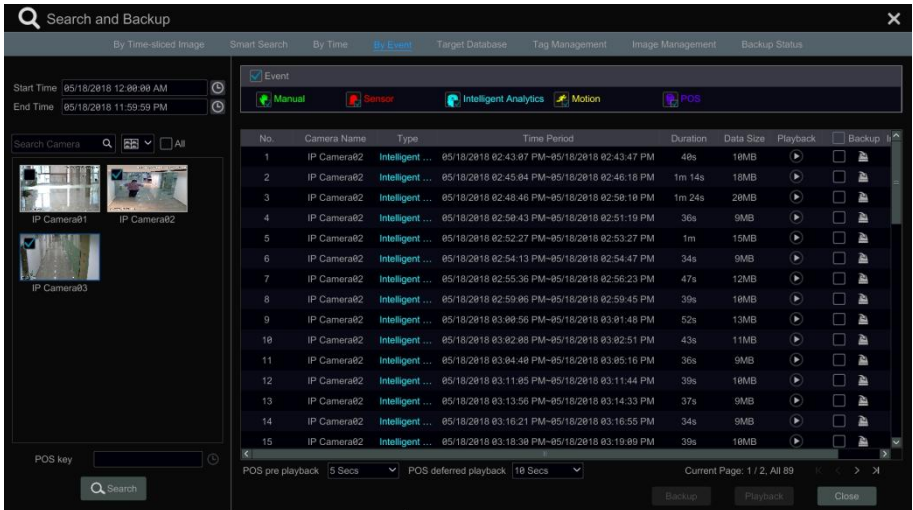 Search and Backup
By Time-sliced Image Smart Search By Time By Event Target Database Tag Management Image Management Backup Status
Start Time 05/18/2018 12:00:00 AM
End Time 05/18/2018 11:59:59 PM
Search Camera All
IP Camera01 IP Camera02
IP Camera03
POS key
Search
Event
Manual Sensor Intelligent Analytics Motion POS
No. Camera Name Type Time Period Duration Data Size Playback Backup
1 IP Camera02 Intelligent ... 05/18/2018 02:43:07 PM~05/18/2018 02:43:47 PM 40s 10MB
2 IP Camera02 Intelligent ... 05/18/2018 02:45:04 PM~05/18/2018 02:46:18 PM 1m 14s 18MB
3 IP Camera02 Intelligent ... 05/18/2018 02:48:46 PM~05/18/2018 02:50:10 PM 1m 24s 20MB
4 IP Camera02 Intelligent ... 05/18/2018 02:50:43 PM~05/18/2018 02:51:19 PM 36s 9MB
5 IP Camera02 Intelligent ... 05/18/2018 02:52:27 PM~05/18/2018 02:53:27 PM 1m 15MB
6 IP Camera02 Intelligent ... 05/18/2018 02:54:13 PM~05/18/2018 02:54:47 PM 34s 9MB
7 IP Camera02 Intelligent ... 05/18/2018 02:55:36 PM~05/18/2018 02:56:23 PM 47s 12MB
8 IP Camera02 Intelligent ... 05/18/2018 02:59:06 PM~05/18/2018 02:59:45 PM 39s 10MB
9 IP Camera02 Intelligent ... 05/18/2018 03:00:56 PM~05/18/2018 03:01:48 PM 52s 13MB
10 IP Camera02 Intelligent ... 05/18/2018 03:02:08 PM~05/18/2018 03:02:51 PM 43s 11MB
11 IP Camera02 Intelligent ... 05/18/2018 03:04:40 PM~05/18/2018 03:05:16 PM 36s 9MB
12 IP Camera02 Intelligent ... 05/18/2018 03:11:05 PM~05/18/2018 03:11:44 PM 39s 10MB
13 IP Camera02 Intelligent ... 05/18/2018 03:13:56 PM~05/18/2018 03:14:33 PM 37s 9MB
14 IP Camera02 Intelligent ... 05/18/2018 03:16:21 PM~05/18/2018 03:16:55 PM 34s 9MB
15 IP Camera02 Intelligent ... 05/18/2018 03:18:30 PM~05/18/2018 03:19:09 PM 39s 10MB
POS pre playback 5 Secs POS deferred playback 10 Secs Current Page: 1 / 2, All 89
Backup Playback Close